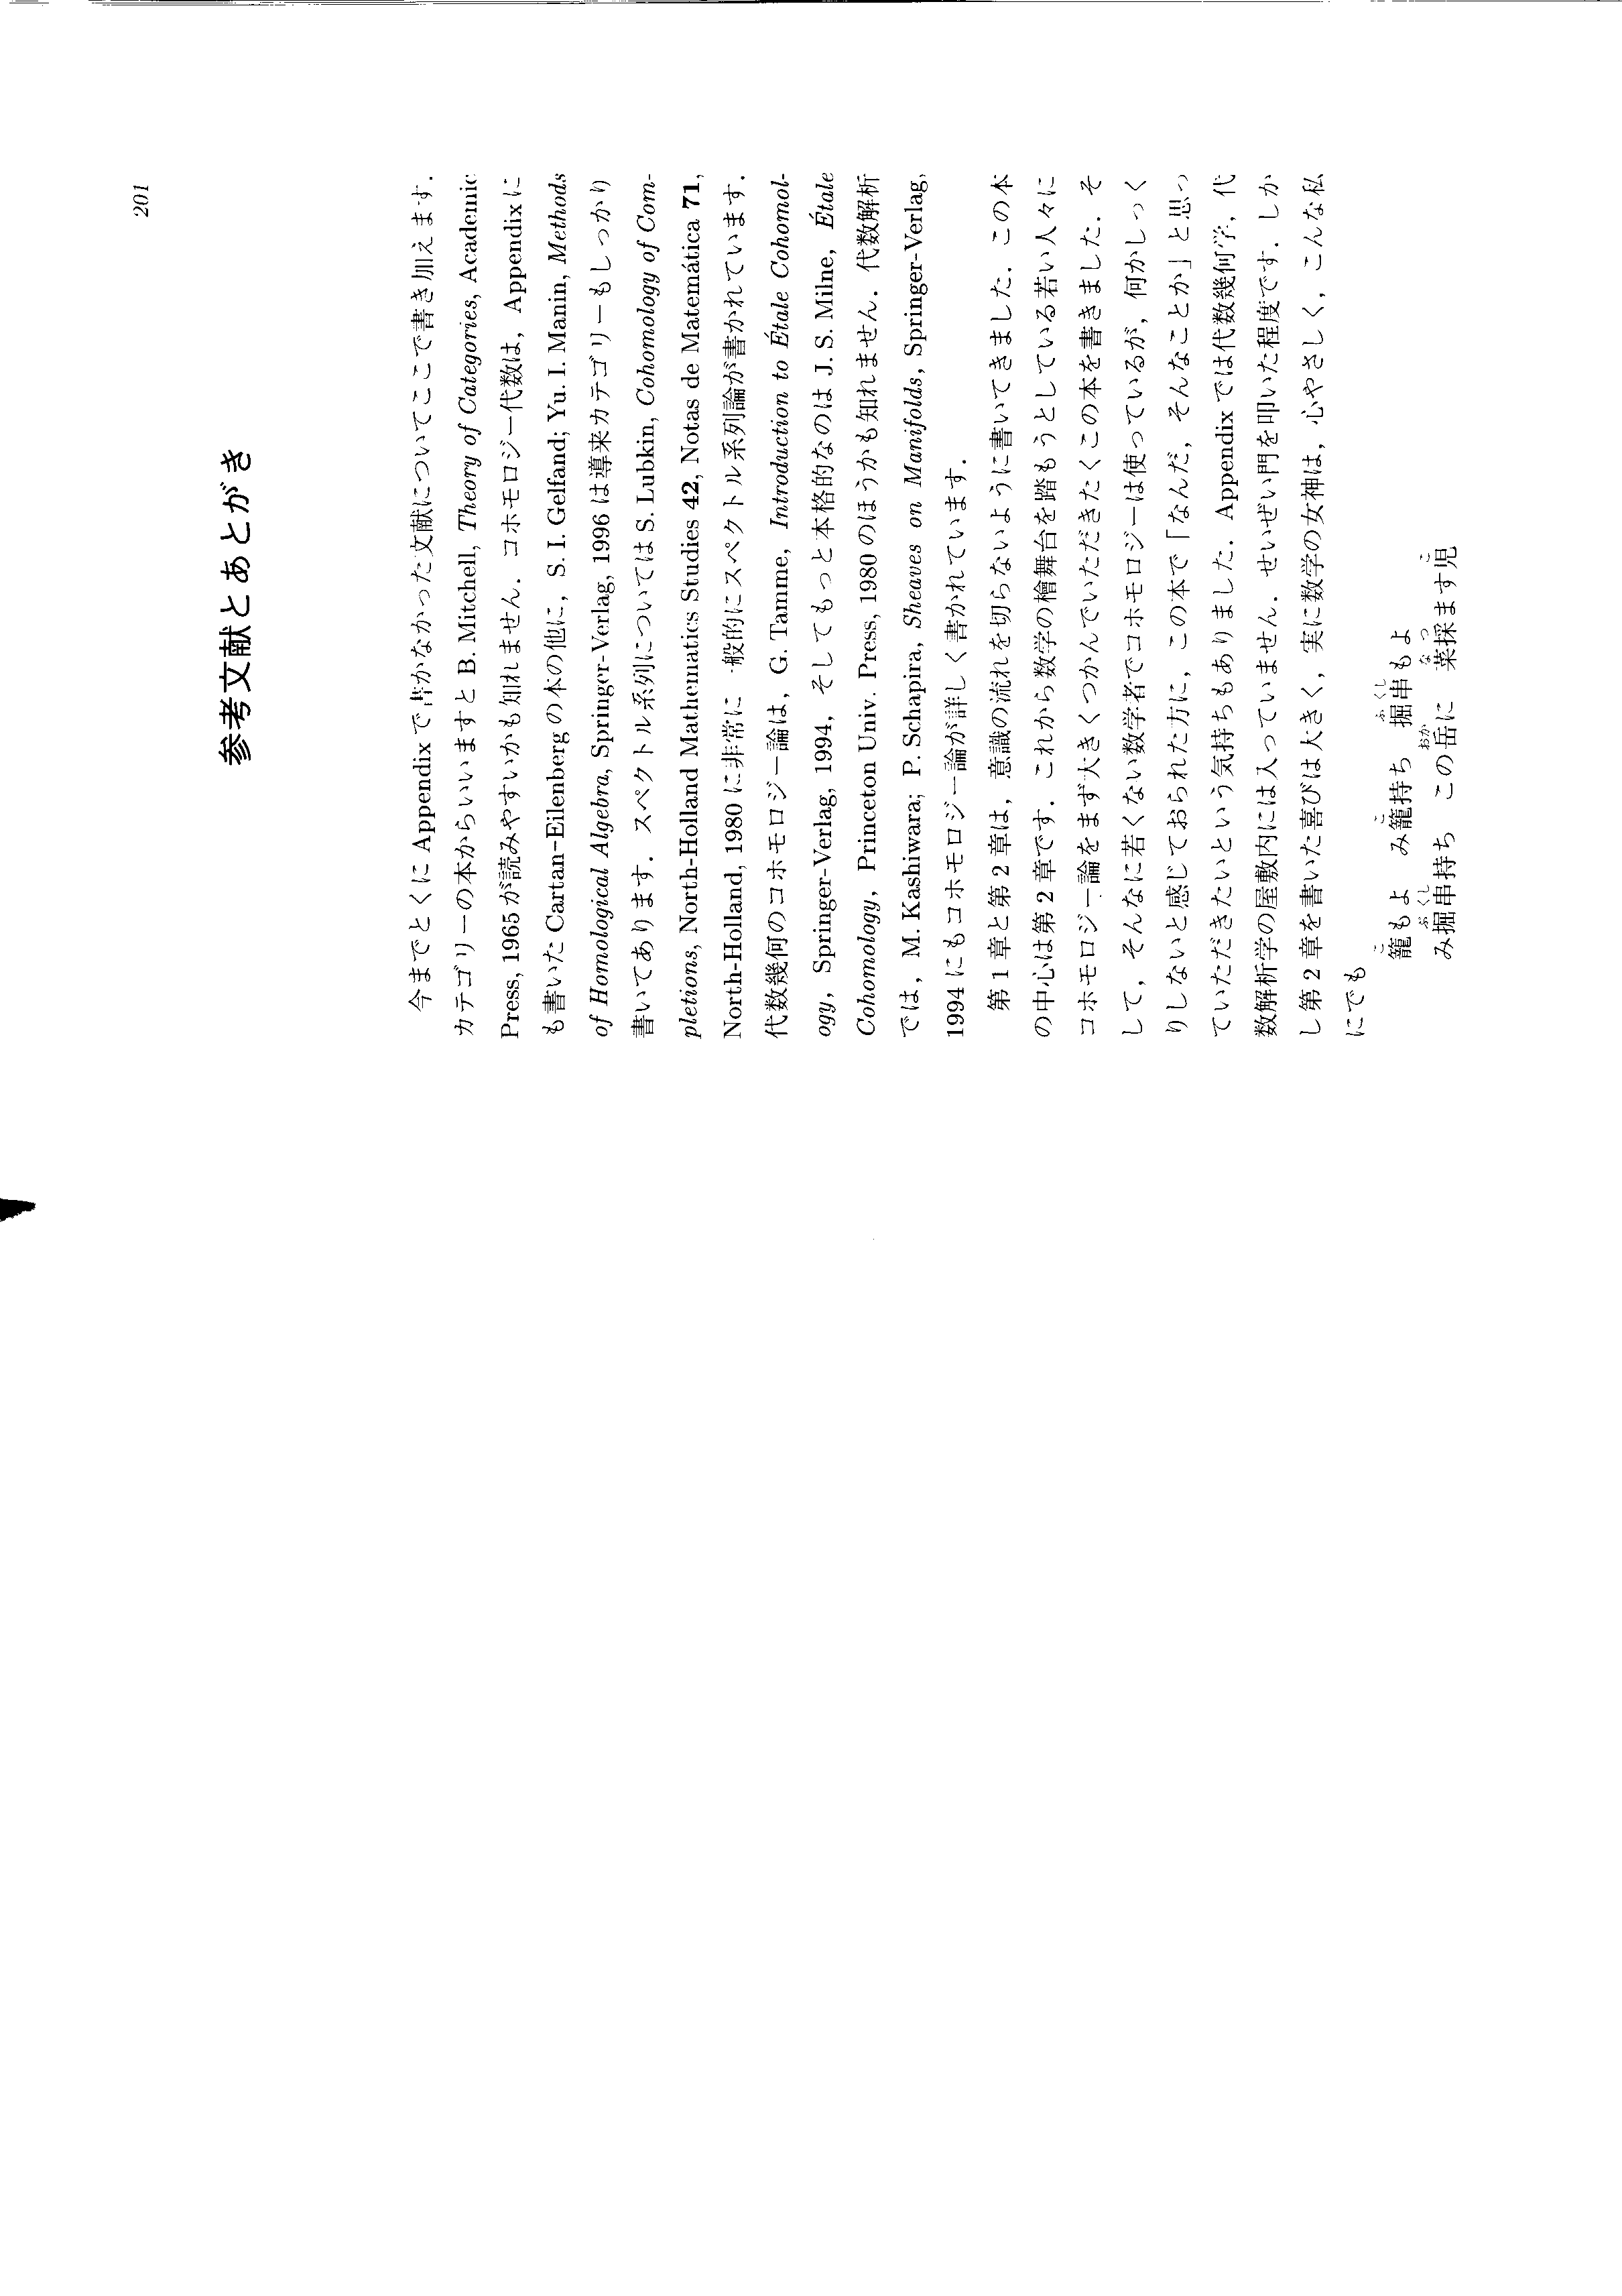 201
参考文献とあとがき
今までとくに Appendix で書かなかった文献についてここで書き加えます.
カテゴリーの本からいいますと B. Mitchell, Theory of Categories, Academic
Press, 1965 が読みやすいかも知れません. コホモロジー代数は, Appendix に
も書いた Cartan-Eilenberg の本の他に, S. I. Gelfand; Yu. I. Manin, Methods
of Homological Algebra, Springer-Verlag, 1996 は導来カテゴリーもしっかり
書いてあります. スペクトル系列については S. Lubkin, Cohomology of Com-
pletions, North-Holland Mathematics Studies 42, Notas de Matemática 71,
North-Holland, 1980 に非常に一般的にスペクトル系列論が書かれています.
代数幾何のコホモロジー論は, G. Tamme, Introduction to Étale Cohomol-
ogy, Springer-Verlag, 1994, そしてもっと本格的なのは J. S. Milne, Étale
Cohomology, Princeton Univ. Press, 1980 のほうかも知れません. 代数解析
では, M. Kashiwara; P. Schapira, Sheaves on Manifolds, Springer-Verlag,
1994 にもコホモロジー論が詳しく書かれています.
第 1 章と第 2 章は, 意識の流れを切らないように書いてきました. この本
の中心は第 2 章です. これから数学の檜舞台を踏もうとしている若い人々に
コホモロジー論をまず大きくつかんでいただきたくこの本を書きました. そ
して, そんなに若くない数学者でコホモロジーは使っているが, 何かしっく
りしないと感じておられた方に, この本で「なんだ, そんなことか」と思っ
ていただきたいという気持ちもありました. Appendix では代数幾何学, 代
数解析学の屋敷内には入っていません. せいぜい門を叩いた程度です. しか
し第 2 章を書いた喜びは大きく, 実に数学の女神は, 心やさしく, こんな私
にでも
籠もよ み籠持ち 掘串もよ
み掘串持ち この岳に 菜採ます児